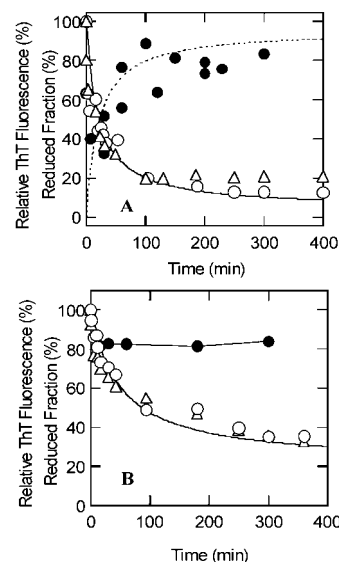 Relative ThT Fluorescence (%)
Reduced Fraction (%)
100
80
60
40
20
0
A
0 100 200 300 400
Time (min)
Relative ThT Fluorescence (%)
Reduced Fraction (%)
100
80
60
40
20
0
B
0 100 200 300 400
Time (min)